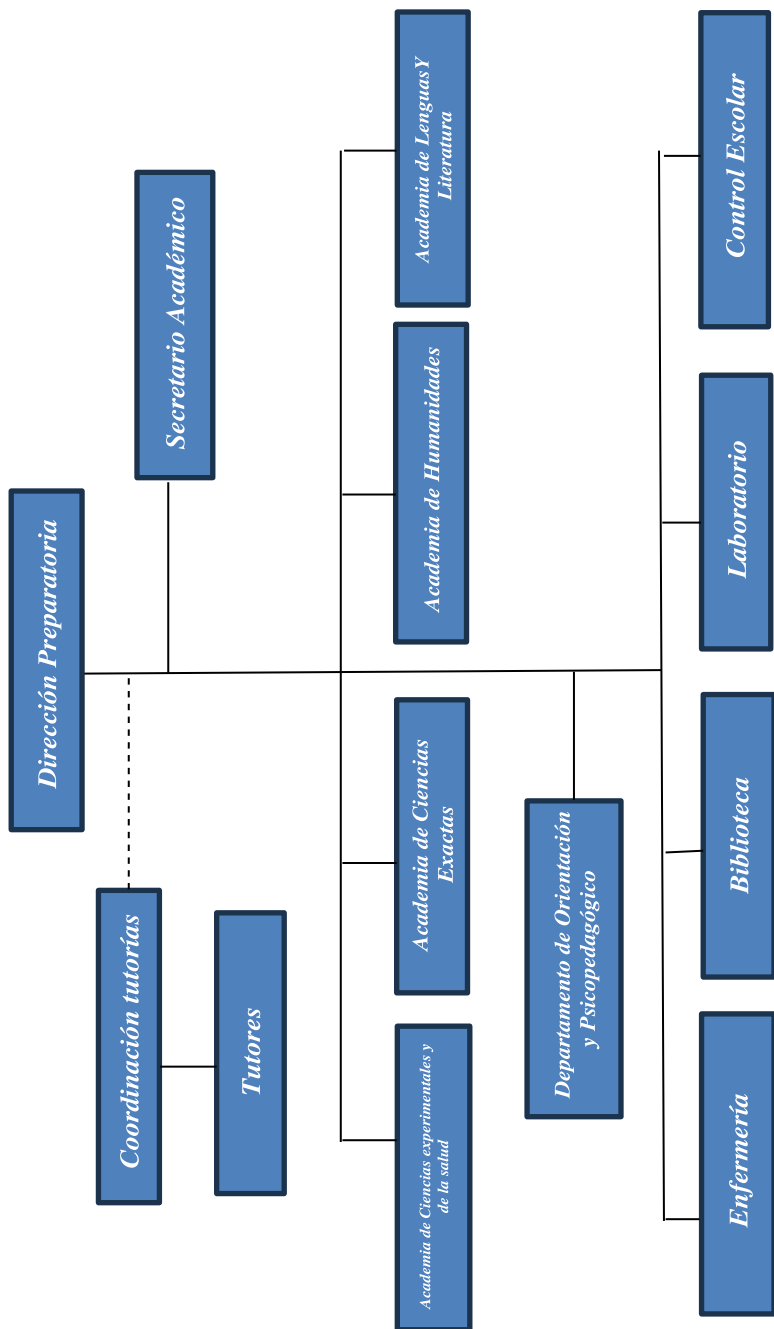 Dirección Preparatoria
Secretario Académico
Coordinación tutorías
Tutores
Academia de Ciencias experimentales y
de la salud
Academia de Ciencias
Exactas
Academia de Humanidades
Academia de LenguasY
Literatura
Departamento de Orientación
y Psicopedagógico
Enfermería
Biblioteca
Laboratorio
Control Escolar